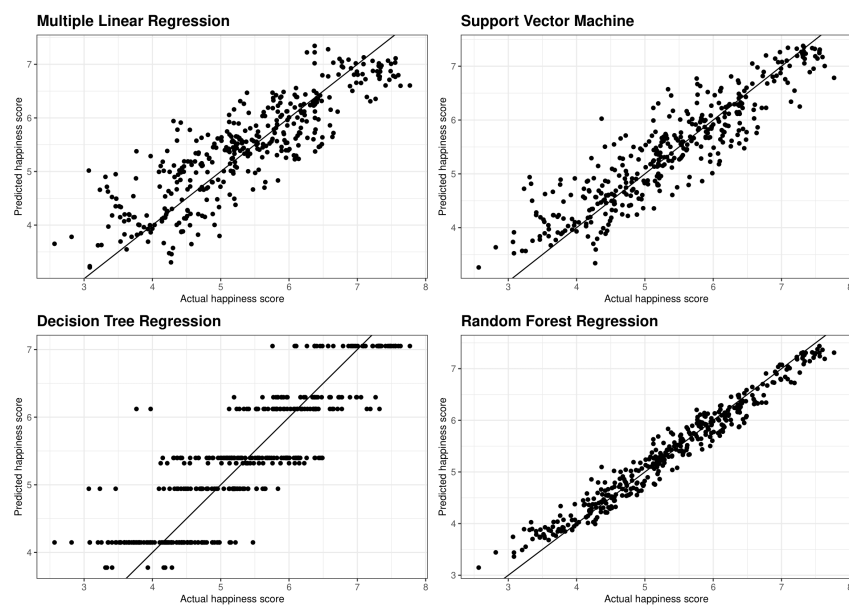 Multiple Linear Regression
Predicted happiness score
7
6
5
4
3 4 5 6 7 8
Actual happiness score
Support Vector Machine
Predicted happiness score
7
6
5
4
3 4 5 6 7 8
Actual happiness score
Decision Tree Regression
Predicted happiness score
7
6
5
4
3 4 5 6 7 8
Actual happiness score
Random Forest Regression
Predicted happiness score
7
6
5
4
3
3 4 5 6 7 8
Actual happiness score